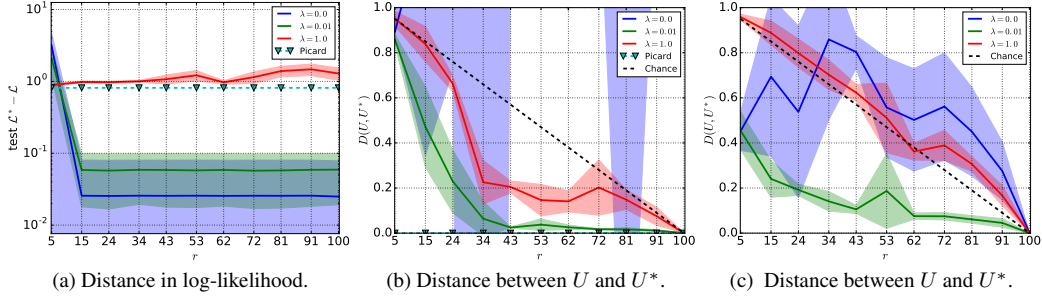 10¹
10⁰
10⁻¹
10⁻²
test 𝓛* − 𝓛
λ = 0.0
λ = 0.01
λ = 1.0
Picard
5 15 24 34 43 53 62 72 81 91 100
r
(a) Distance in log-likelihood.
1.0
0.8
0.6
0.4
0.2
0.0
D(U, U*)
λ = 0.0
λ = 0.01
λ = 1.0
Picard
Chance
5 15 24 34 43 53 62 72 81 91 100
r
(b) Distance between U and U*.
1.0
0.8
0.6
0.4
0.2
0.0
D(U, U*)
λ = 0.0
λ = 0.01
λ = 1.0
Chance
5 15 24 34 43 53 62 72 81 91 100
r
(c) Distance between U and U*.